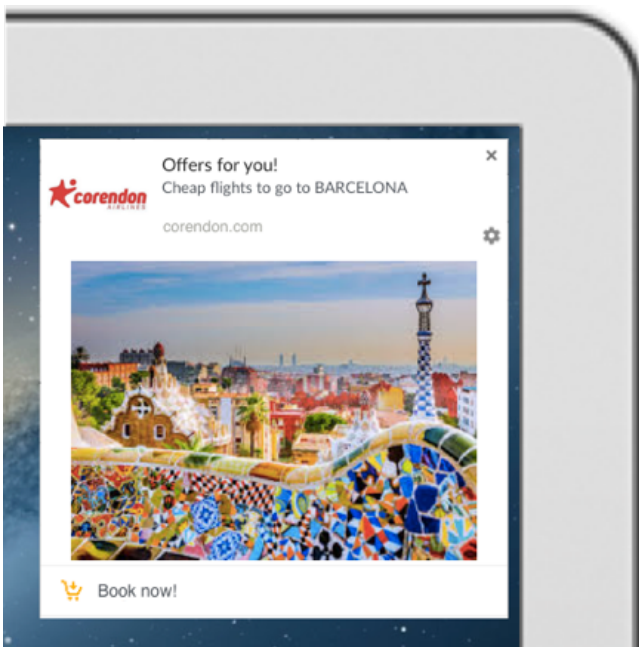 Offers for you!
Cheap flights to go to BARCELONA
corendon
AIRLINES
corendon.com
Book now!